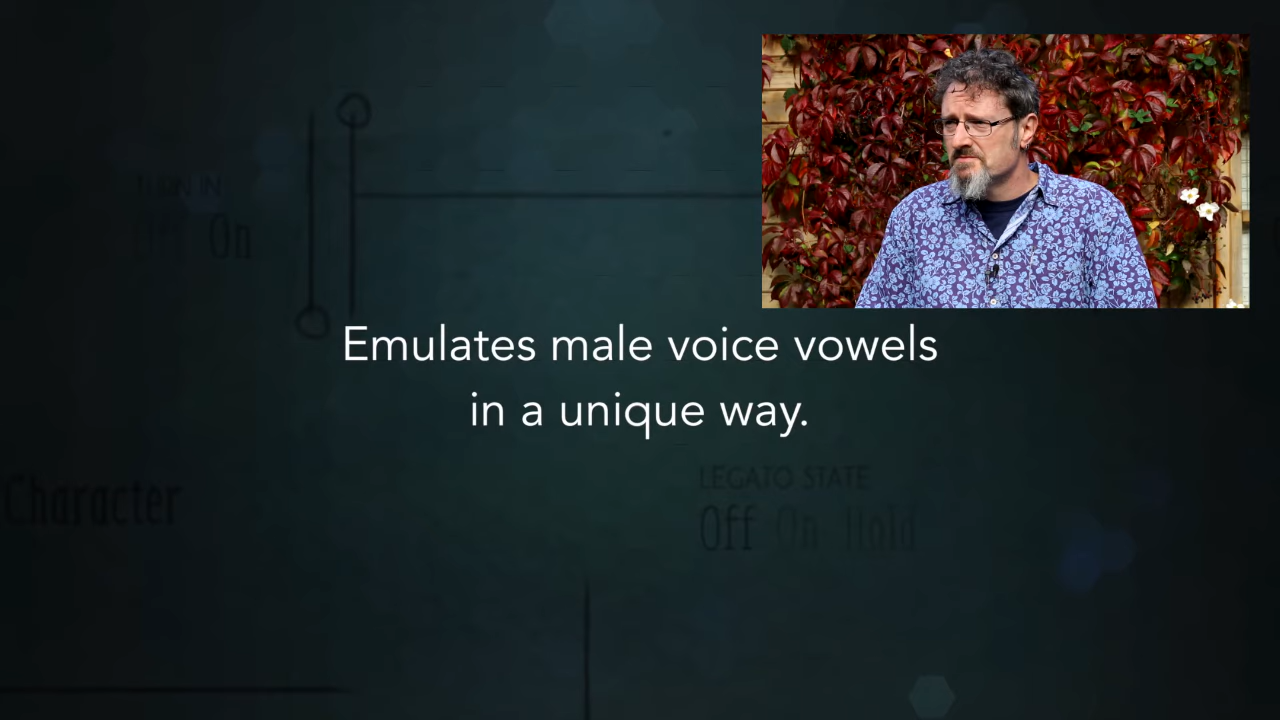 TURN IN
Off On
Emulates male voice vowels
in a unique way.
Character
LEGATO STATE
Off On Hold